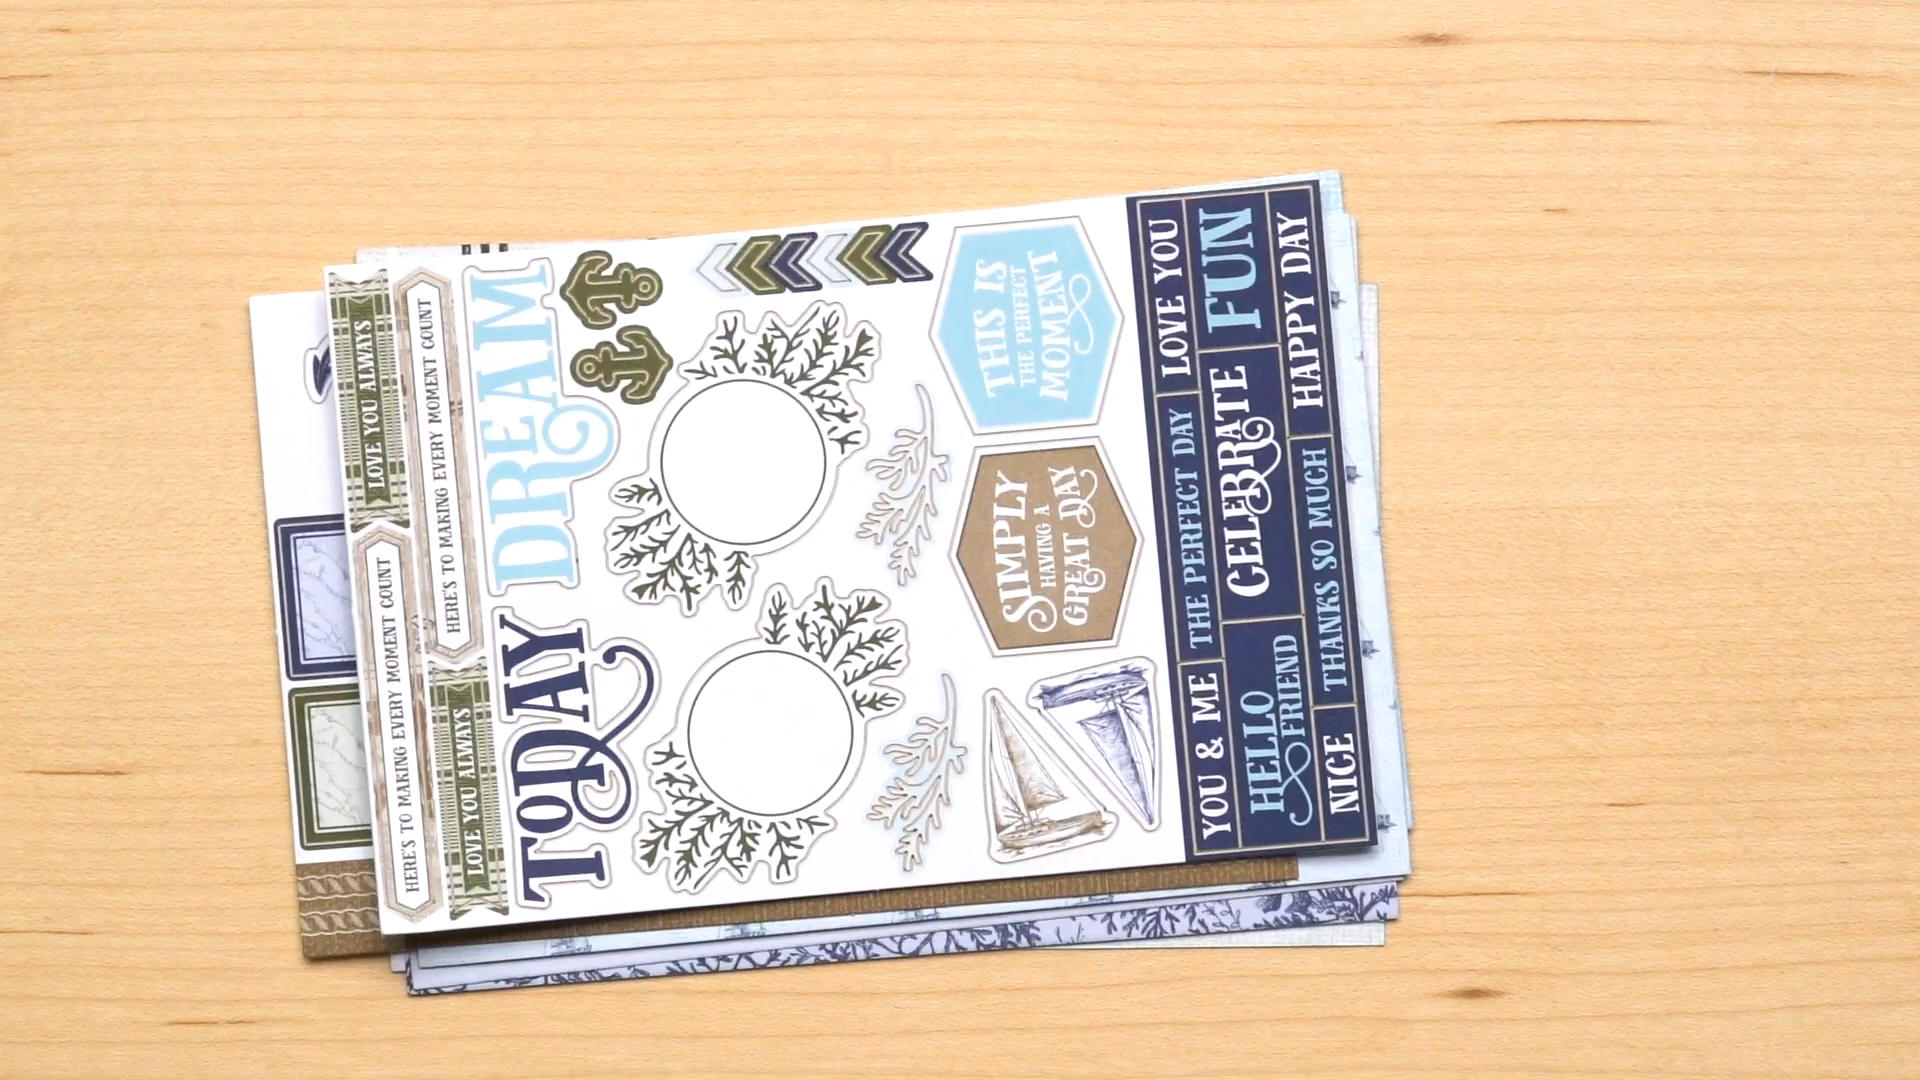 LOVE YOU ALWAYS
HERE'S TO MAKING EVERY MOMENT COUNT
HERE'S TO MAKING EVERY MOMENT COUNT
LOVE YOU ALWAYS
TODAY
DREAM
SIMPLY
HAVING A
GREAT DAY
THIS IS
THE PERFECT
MOMENT
YOU & ME
THE PERFECT DAY
LOVE YOU
HELLO
FRIEND
CELEBRATE
FUN
NICE
THANKS SO MUCH
HAPPY DAY